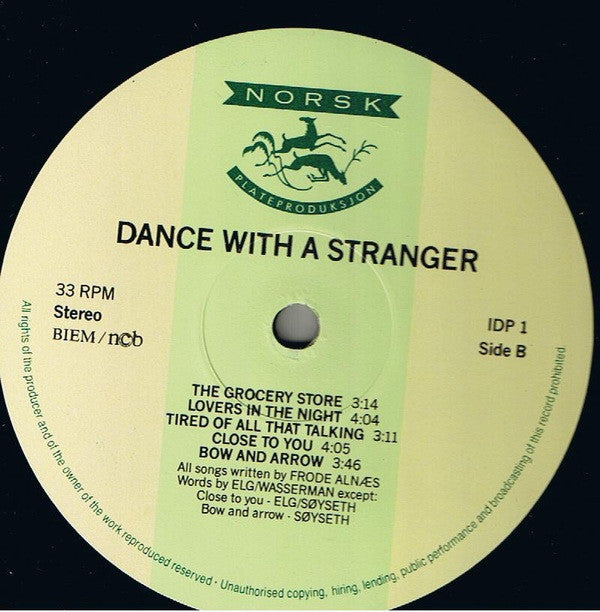 NORSK
PLATEPRODUKSJON
DANCE WITH A STRANGER
33 RPM
Stereo
BIEM/ncb
IDP 1
Side B
THE GROCERY STORE 3:14
LOVERS IN THE NIGHT 4:04
TIRED OF ALL THAT TALKING 3:11
CLOSE TO YOU 4:05
BOW AND ARROW 3:46
All songs written by FRODE ALNÆS
Words by ELG/WASSERMAN except:
Close to you - ELG/SØYSETH
Bow and arrow - SØYSETH
All rights of the producer and of the owner of the work reproduced reserved · Unauthorised copying, hiring, lending, public performance and broadcasting of this record prohibited